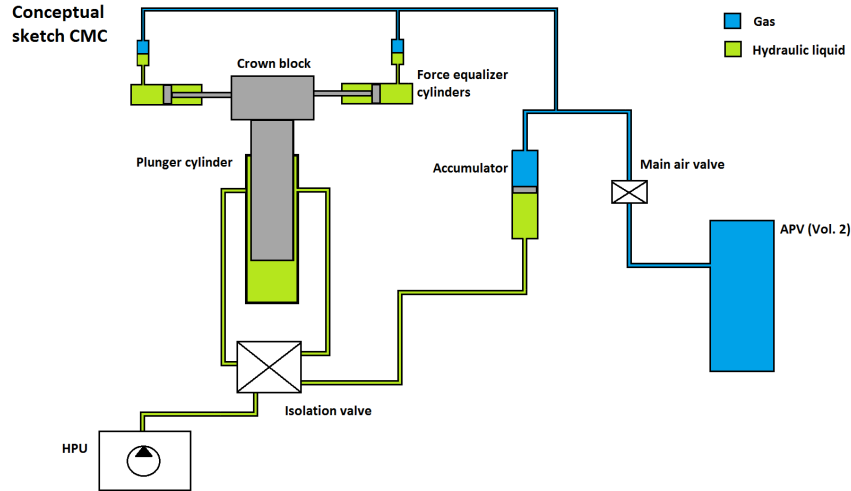 Conceptual
sketch CMC
Gas
Hydraulic liquid
Crown block
Force equalizer
cylinders
Plunger cylinder
Accumulator
Main air valve
APV (Vol. 2)
Isolation valve
HPU